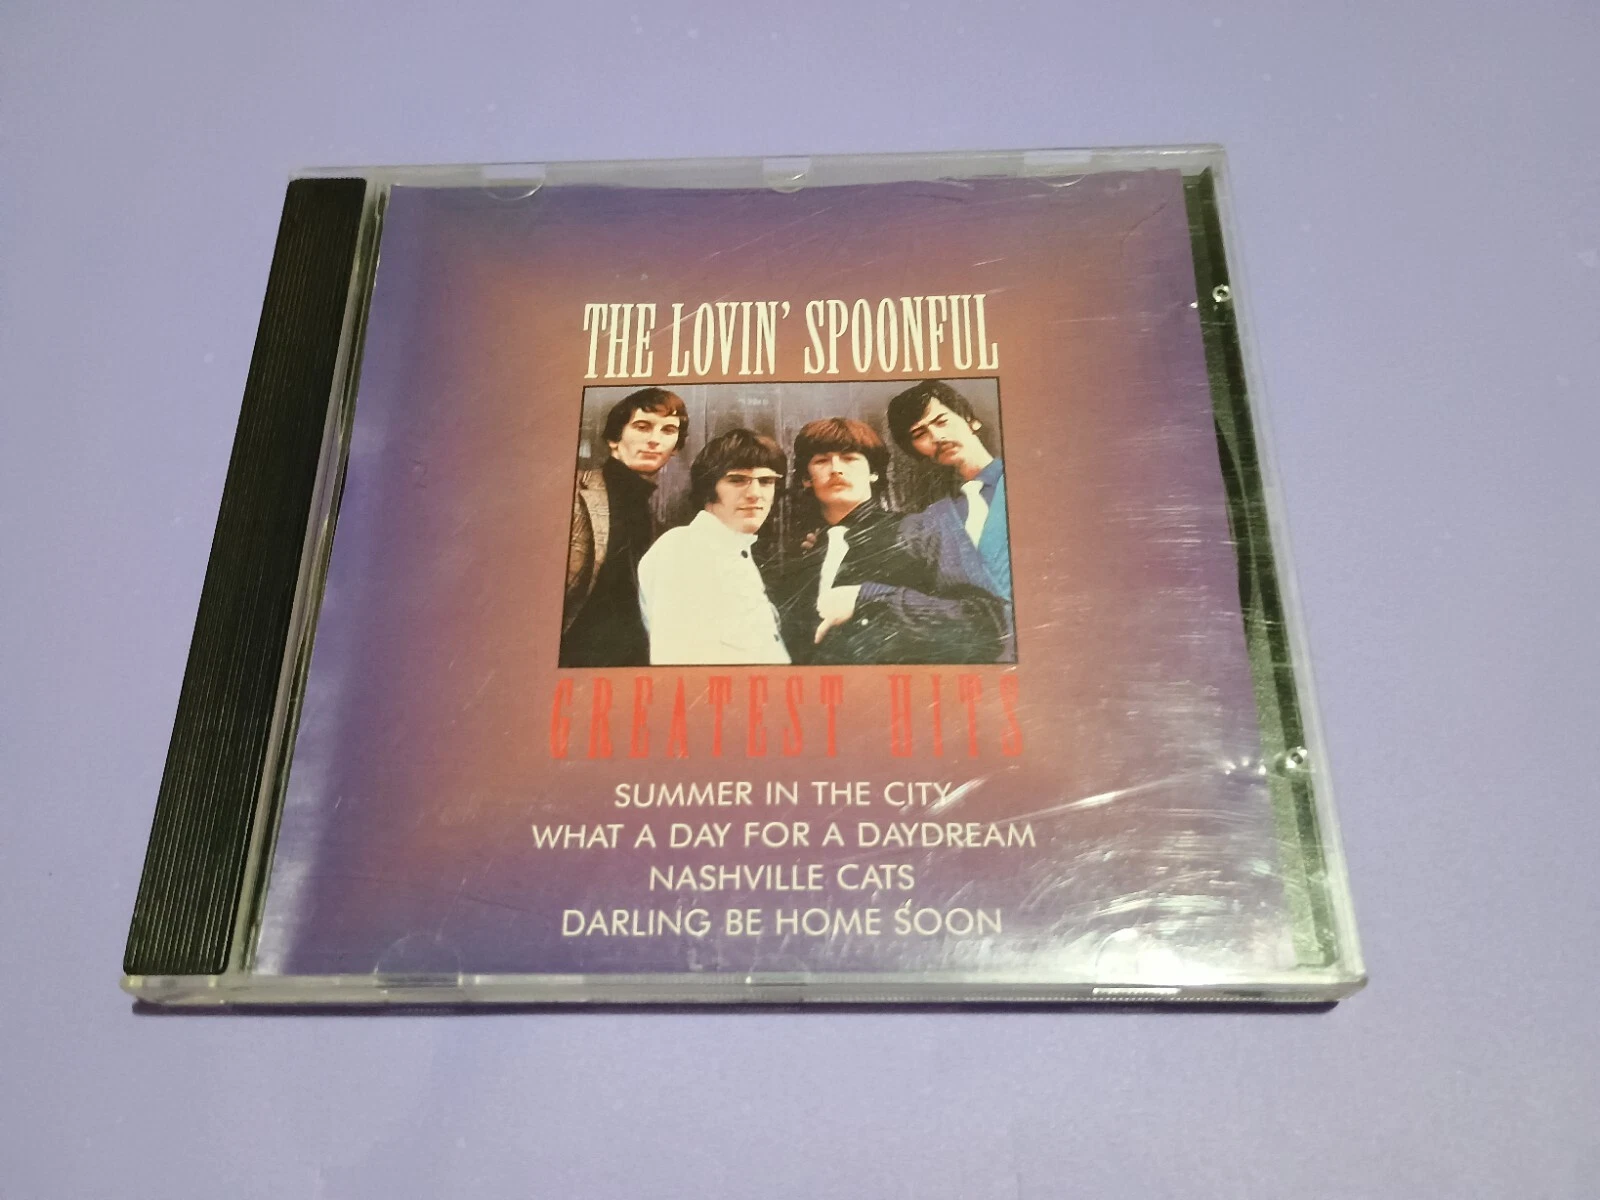 THE LOVIN' SPOONFUL
GREATEST HITS
SUMMER IN THE CITY
WHAT A DAY FOR A DAYDREAM
NASHVILLE CATS
DARLING BE HOME SOON